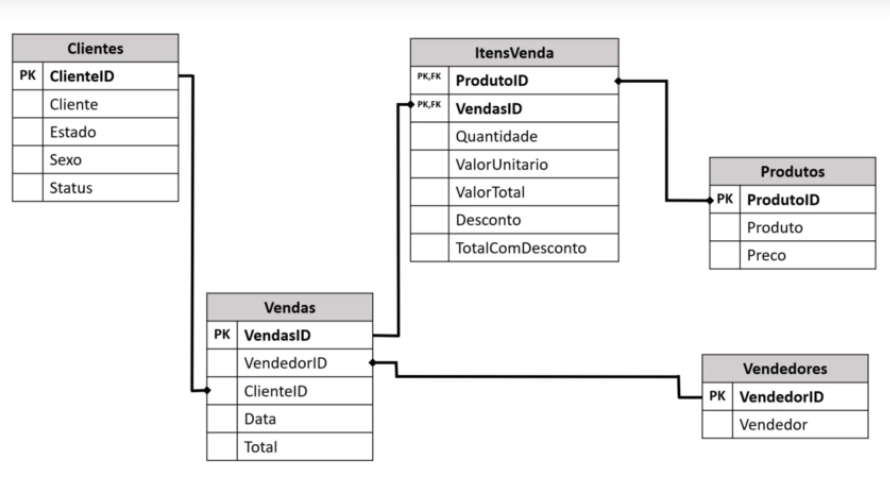 Clientes
PK ClienteID
Cliente
Estado
Sexo
Status
ItensVenda
PK,FK ProdutoID
PK,FK VendasID
Quantidade
ValorUnitario
ValorTotal
Desconto
TotalComDesconto
Produtos
PK ProdutoID
Produto
Preco
Vendas
PK VendasID
VendedorID
ClienteID
Data
Total
Vendedores
PK VendedorID
Vendedor